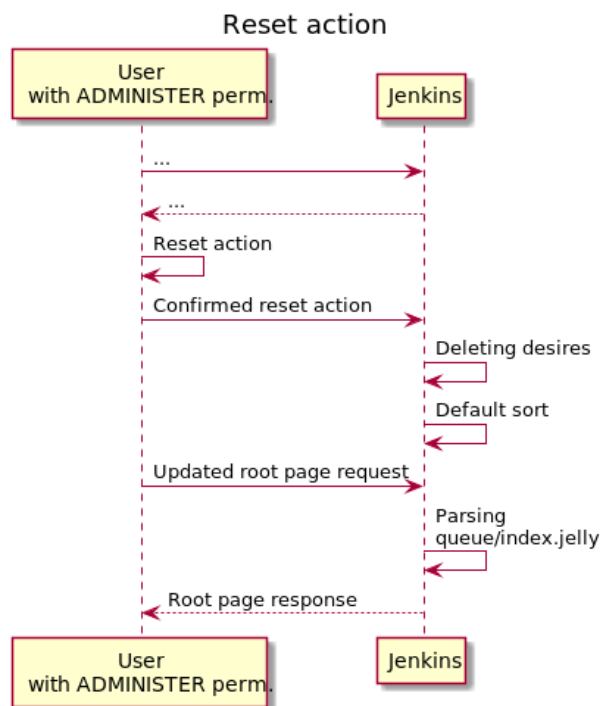 Reset action
User
with ADMINISTER perm.
Jenkins
...
...
Reset action
Confirmed reset action
Deleting desires
Default sort
Updated root page request
Parsing
queue/index.jelly
Root page response
User
with ADMINISTER perm.
Jenkins